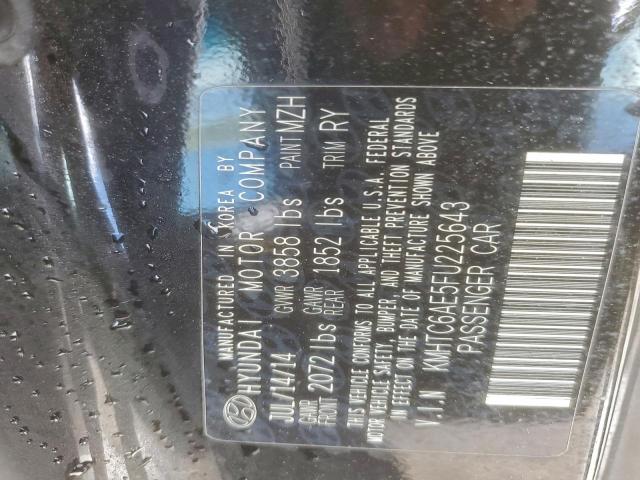 MANUFACTURED IN KOREA BY
HYUNDAI MOTOR COMPANY
JUL/14/14 GVWR 3858 lbs PAINT MZH
GAWR FRONT 2072 lbs GAWR REAR 1852 lbs TRIM RY
THIS VEHICLE CONFORMS TO ALL APPLICABLE U.S.A. FEDERAL
MOTOR VEHICLE SAFETY, BUMPER, AND THEFT PREVENTION STANDARDS
IN EFFECT ON THE DATE OF MANUFACTURE SHOWN ABOVE
V.I.N KMHTC6AE5FU225643
PASSENGER CAR